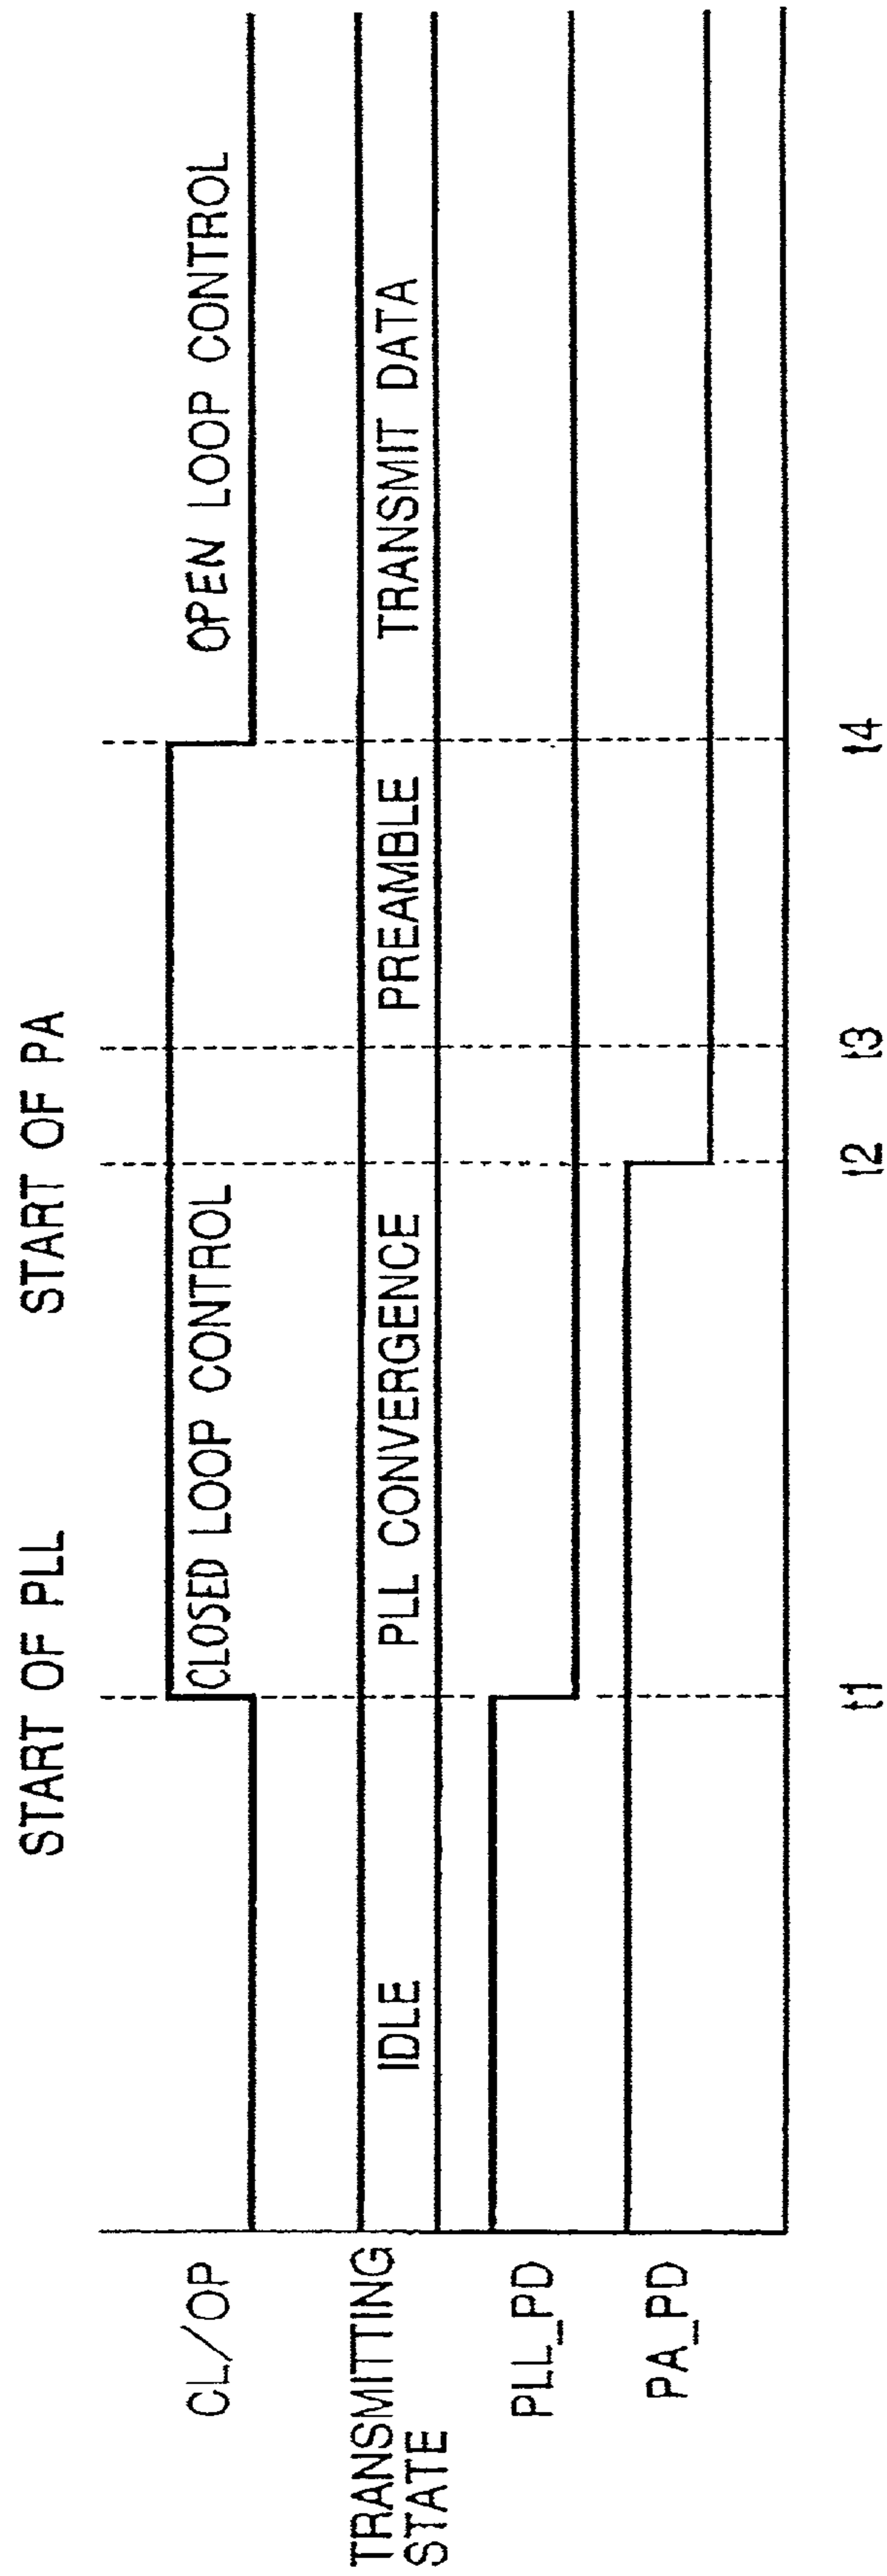 START OF PLL
START OF PA
CL/OP
CLOSED LOOP CONTROL
OPEN LOOP CONTROL
TRANSMITTING
STATE
IDLE
PLL CONVERGENCE
PREAMBLE
TRANSMIT DATA
PLL_PD
PA_PD
t1
t2
t3
t4